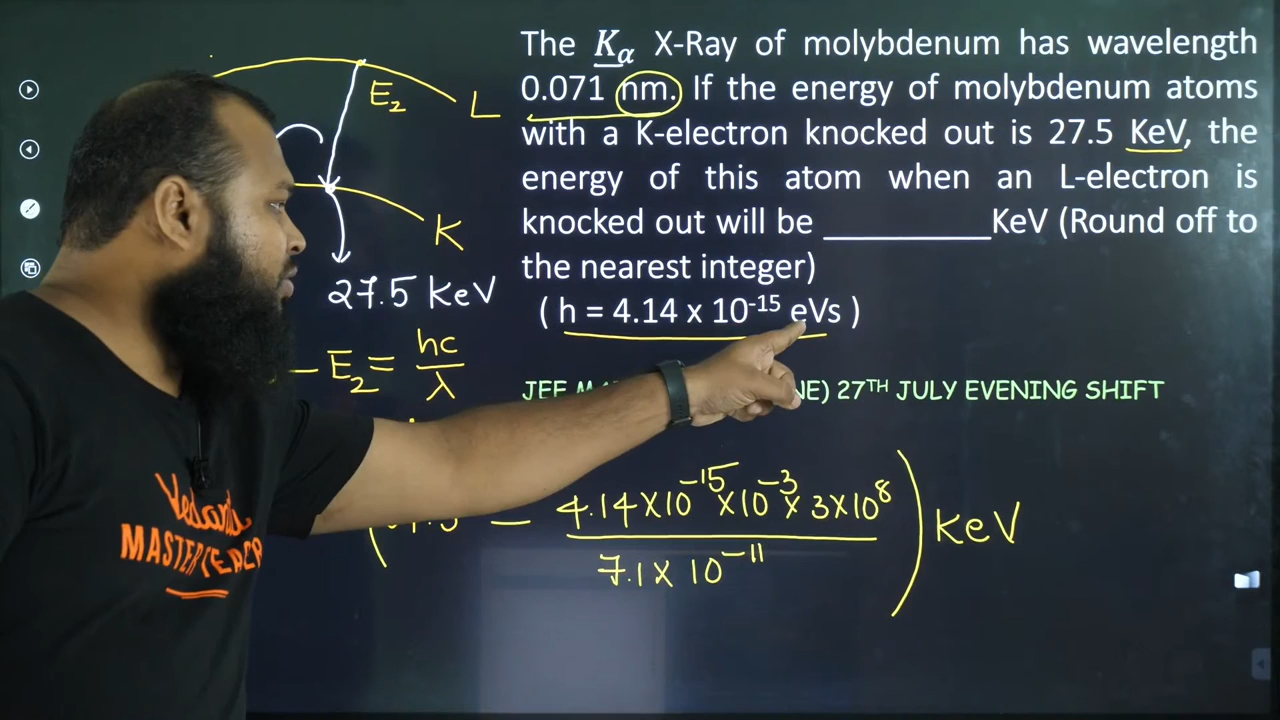 The Kα X-Ray of molybdenum has wavelength
0.071 nm. If the energy of molybdenum atoms
with a K-electron knocked out is 27.5 KeV, the
energy of this atom when an L-electron is
knocked out will be __________KeV (Round off to
the nearest integer)
( h = 4.14 x 10⁻¹⁵ eVs )
27TH JULY EVENING SHIFT
E₂
L
K
27.5 KeV
– E₂ = hc/λ
– (4.14×10⁻¹⁵×10⁻³×3×10⁸)/(7.1×10⁻¹¹) ) KeV
MASTER